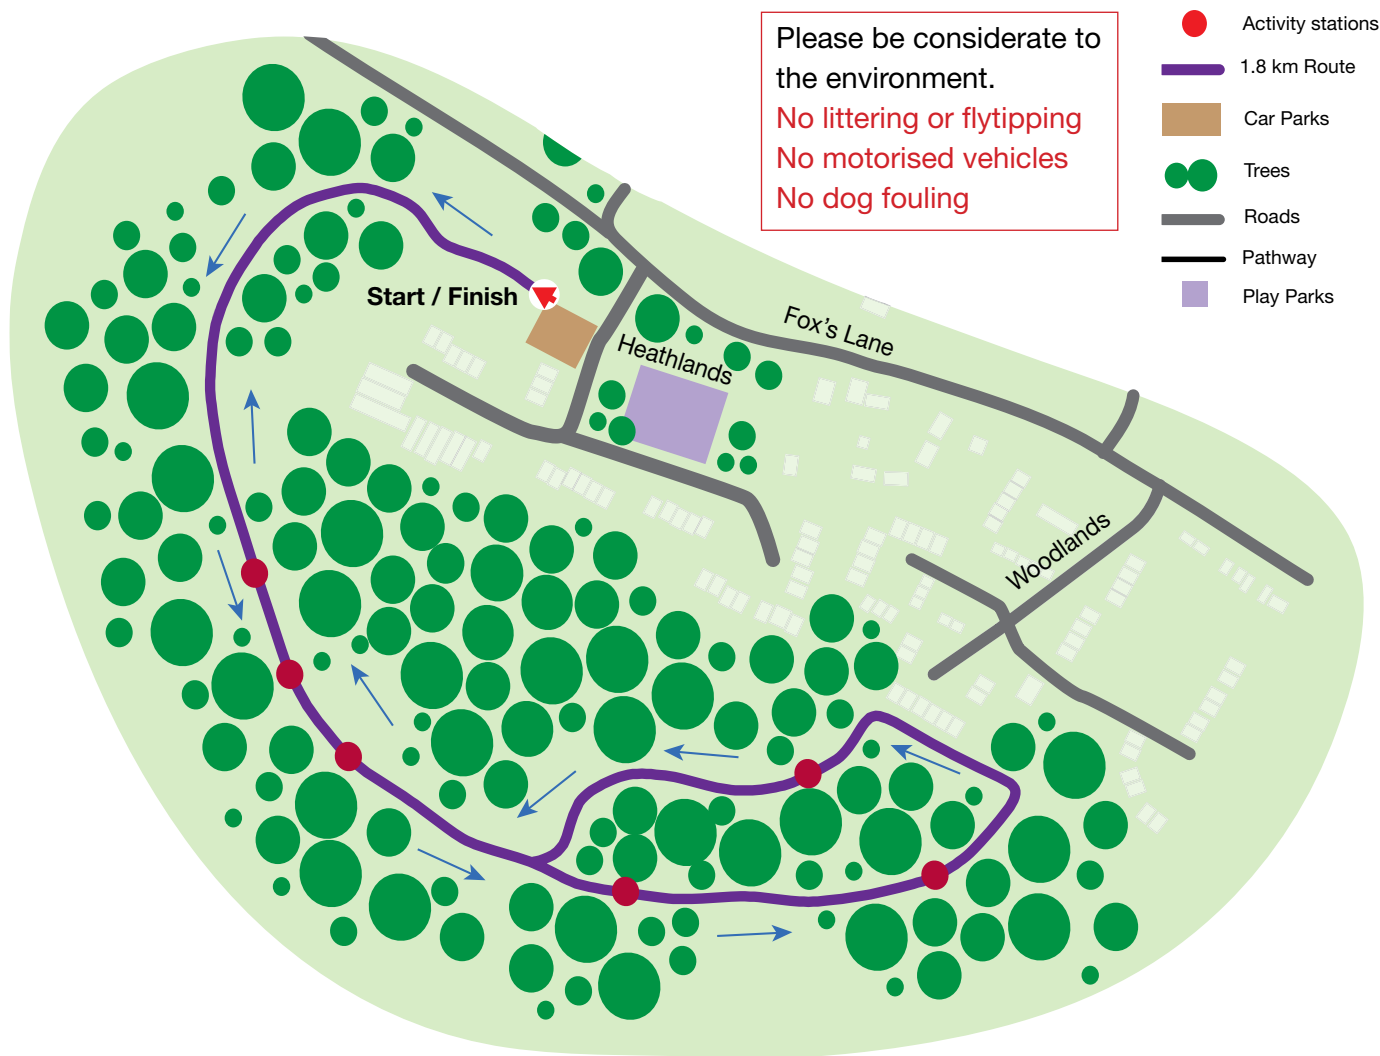 Please be considerate to
the environment.
No littering or flytipping
No motorised vehicles
No dog fouling
Activity stations
1.8 km Route
Car Parks
Trees
Roads
Pathway
Play Parks
Start / Finish
Fox's Lane
Heathlands
Woodlands